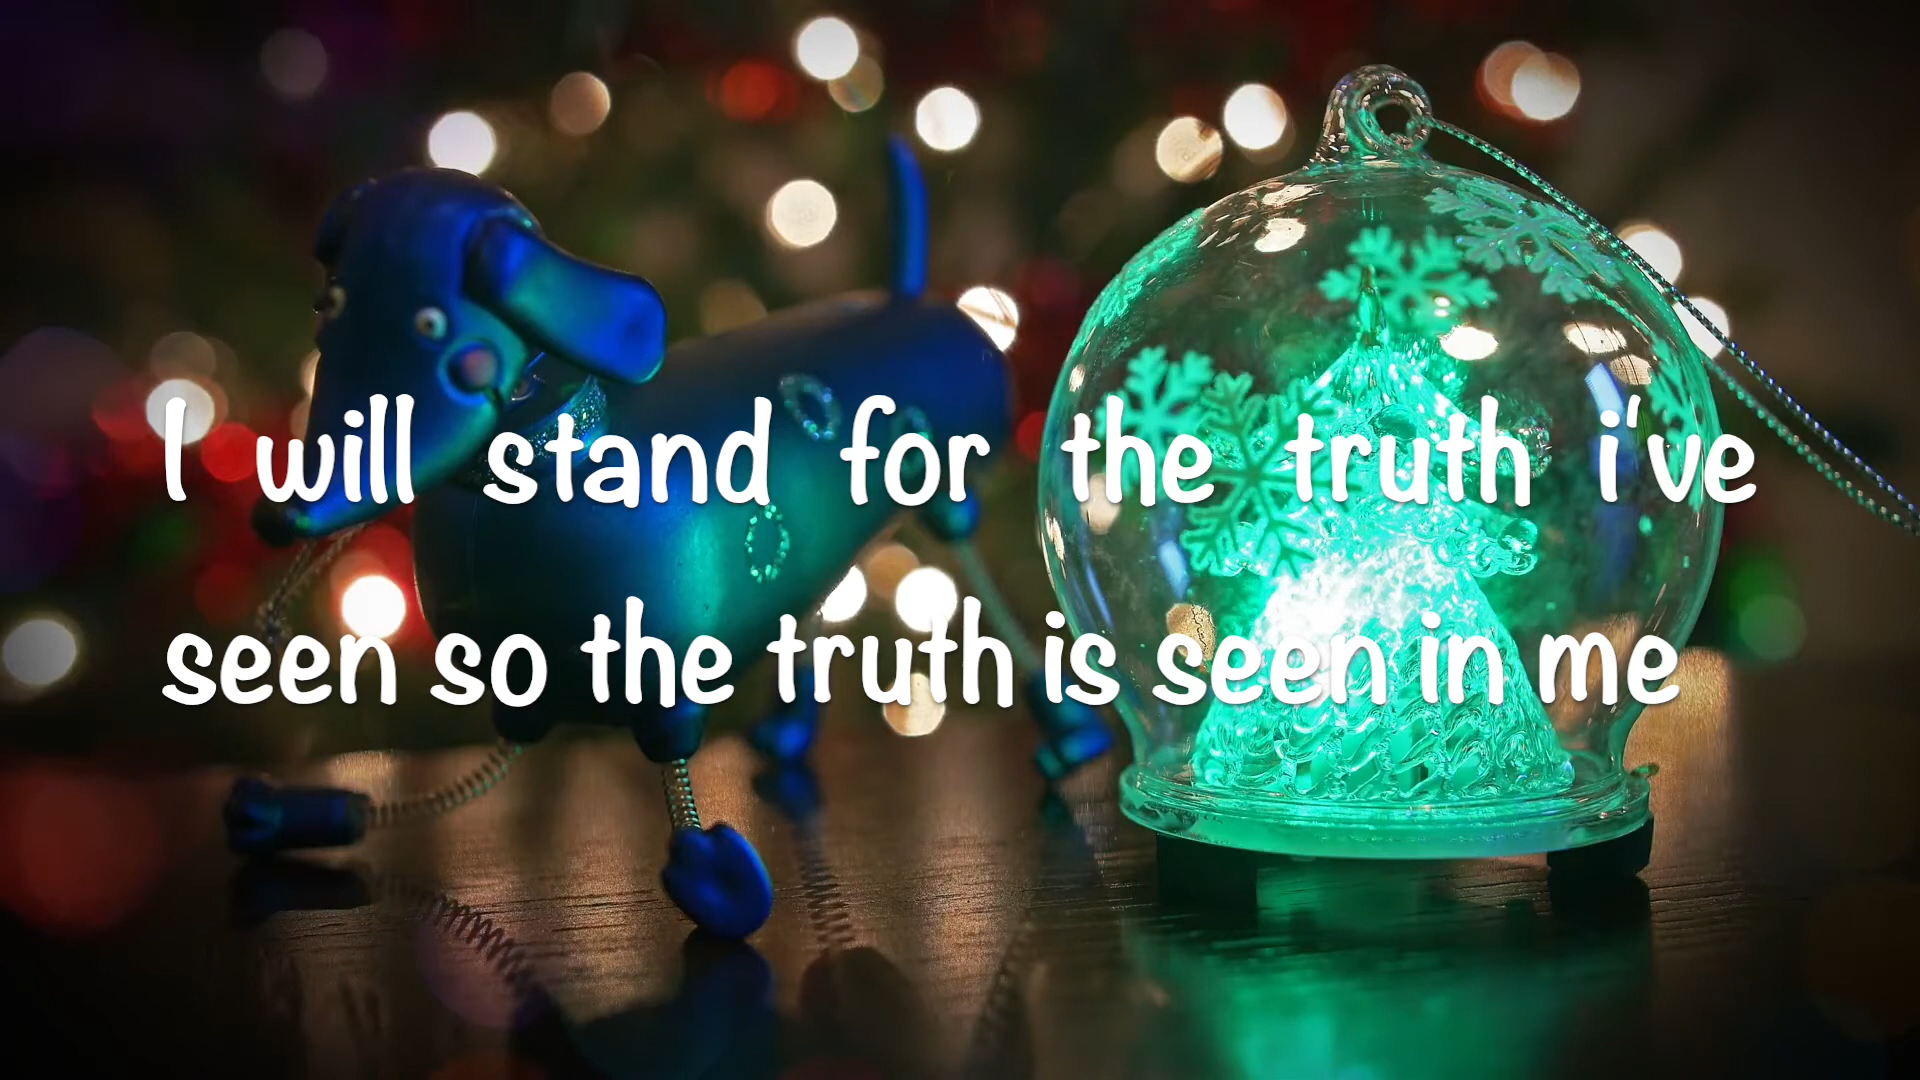 I will stand for the truth i've
seen so the truth is seen in me